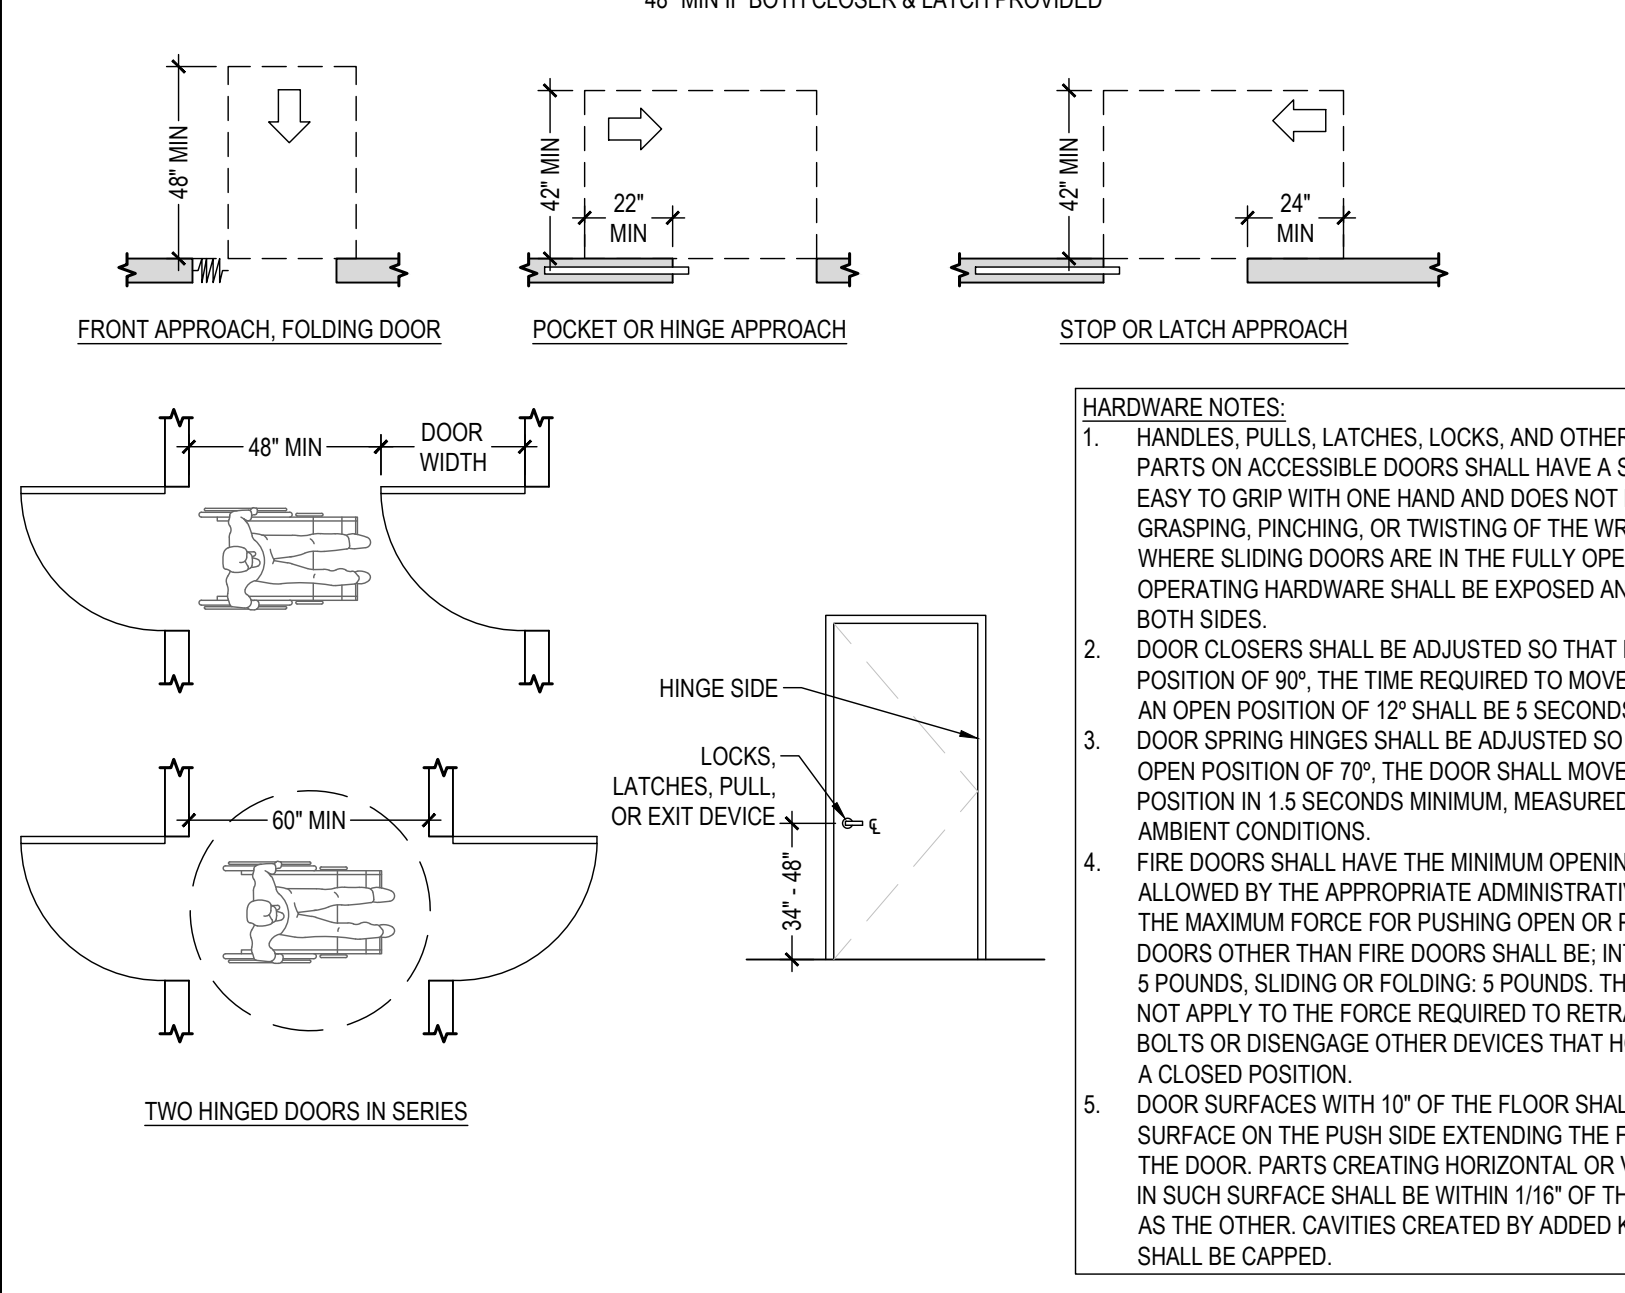 48" MIN IF BOTH CLOSER & LATCH PROVIDED
48" MIN
42" MIN
22"
MIN
42" MIN
24"
MIN
FRONT APPROACH, FOLDING DOOR
POCKET OR HINGE APPROACH
STOP OR LATCH APPROACH
48" MIN
DOOR
WIDTH
60" MIN
TWO HINGED DOORS IN SERIES
HINGE SIDE
LOCKS,
LATCHES, PULL,
OR EXIT DEVICE
℄
34" - 48"
HARDWARE NOTES:
1. HANDLES, PULLS, LATCHES, LOCKS, AND OTHER
PARTS ON ACCESSIBLE DOORS SHALL HAVE A
EASY TO GRIP WITH ONE HAND AND DOES NOT
GRASPING, PINCHING, OR TWISTING OF THE
WHERE SLIDING DOORS ARE IN THE FULLY
OPERATING HARDWARE SHALL BE EXPOSED
BOTH SIDES.
2. DOOR CLOSERS SHALL BE ADJUSTED SO THAT
POSITION OF 90º, THE TIME REQUIRED TO MOVE
AN OPEN POSITION OF 12º SHALL BE 5 SECONDS
3. DOOR SPRING HINGES SHALL BE ADJUSTED SO
OPEN POSITION OF 70º, THE DOOR SHALL MOVE
POSITION IN 1.5 SECONDS MINIMUM, MEASURED
AMBIENT CONDITIONS.
4. FIRE DOORS SHALL HAVE THE MINIMUM
ALLOWED BY THE APPROPRIATE
THE MAXIMUM FORCE FOR PUSHING OPEN OR
DOORS OTHER THAN FIRE DOORS SHALL BE;
5 POUNDS, SLIDING OR FOLDING: 5 POUNDS.
NOT APPLY TO THE FORCE REQUIRED TO
BOLTS OR DISENGAGE OTHER DEVICES THAT
A CLOSED POSITION.
5. DOOR SURFACES WITH 10" OF THE FLOOR
SURFACE ON THE PUSH SIDE EXTENDING THE
THE DOOR. PARTS CREATING HORIZONTAL OR
IN SUCH SURFACE SHALL BE WITHIN 1/16" OF
AS THE OTHER. CAVITIES CREATED BY ADDED
SHALL BE CAPPED.